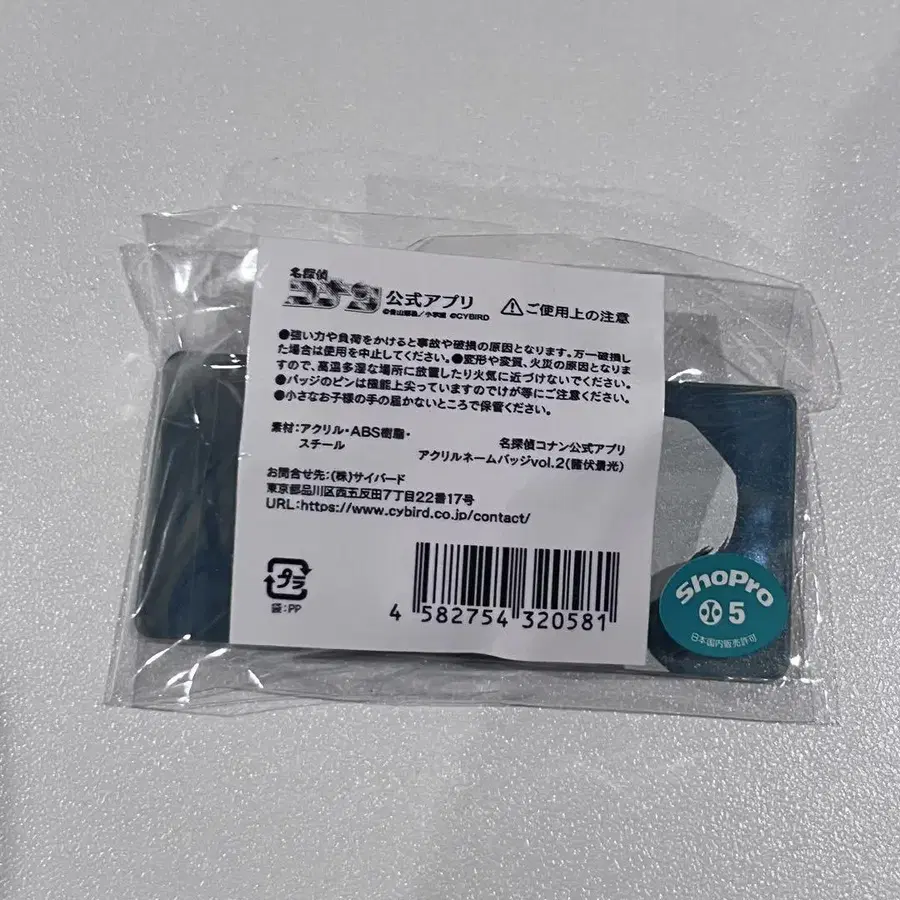 名探偵
コナン 公式アプリ
©青山剛昌/小学館 ©CYBIRD
⚠ご使用上の注意
●強い力や負荷をかけると事故や破損の原因となります。万一破損し
た場合は使用を中止してください。●変形や変質、火災の原因となりま
すので、高温多湿な場所に放置したり火気に近づけないでください。
●バッジのピンは機能上尖っていますのでけが等にご注意ください。
●小さなお子様の手の届かないところで保管ください。
素材:アクリル・ABS樹脂・
スチール
名探偵コナン公式アプリ
アクリルネームバッジvol.2(諸伏景光)
お問合せ先:(株)サイバード
東京都品川区西五反田7丁目22番17号
URL:https://www.cybird.co.jp/contact/
プラ
袋:PP
4 582754 320581
ShoPro
5
日本国内販売許可